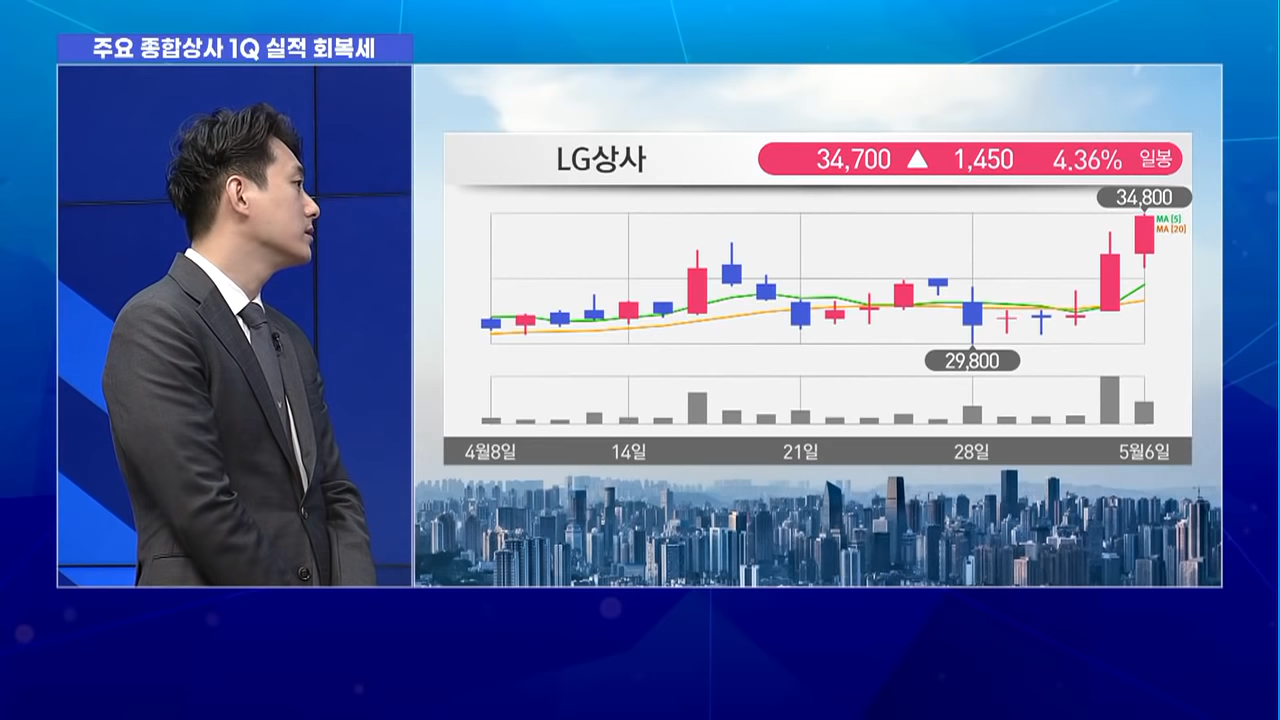 주요 종합상사 1Q 실적 회복세
LG상사
34,700 ▲ 1,450 4.36% 일봉
34,800
MA [5]
MA [20]
29,800
4월8일 14일 21일 28일 5월6일